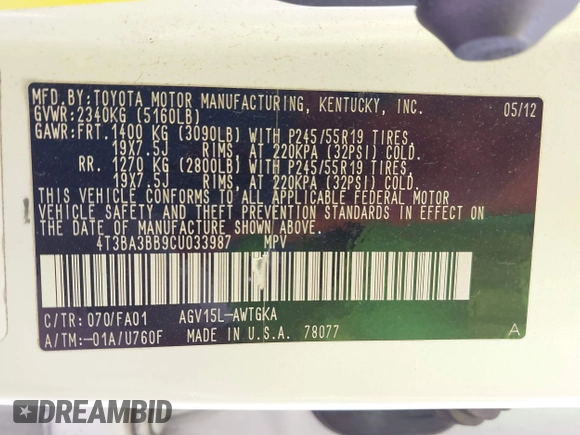 MFD.BY:TOYOTA MOTOR MANUFACTURING, KENTUCKY, INC. 05/12
GVWR:2340KG (5160LB)
GAWR:FRT.1400 KG (3090LB) WITH P245/55R19 TIRES,
19X7.5J RIMS, AT 220KPA (32PSI) COLD.
RR. 1270 KG (2800LB) WITH P245/55R19 TIRES,
19X7.5J RIMS, AT 220KPA (32PSI) COLD.
THIS VEHICLE CONFORMS TO ALL APPLICABLE FEDERAL MOTOR
VEHICLE SAFETY AND THEFT PREVENTION STANDARDS IN EFFECT ON
THE DATE OF MANUFACTURE SHOWN ABOVE.
4T3BA3BB9CU033987 MPV
C/TR:070/FA01 AGV15L-AWTGKA
A/TM:-01A/U760F MADE IN U.S.A. 78077 A
DREAMBID